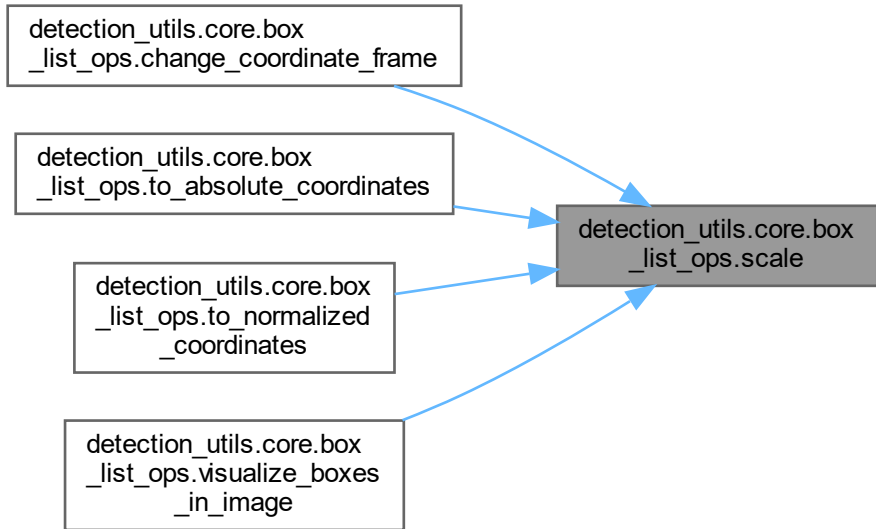 detection_utils.core.box
_list_ops.change_coordinate_frame
detection_utils.core.box
_list_ops.to_absolute_coordinates
detection_utils.core.box
_list_ops.scale
detection_utils.core.box
_list_ops.to_normalized
_coordinates
detection_utils.core.box
_list_ops.visualize_boxes
_in_image